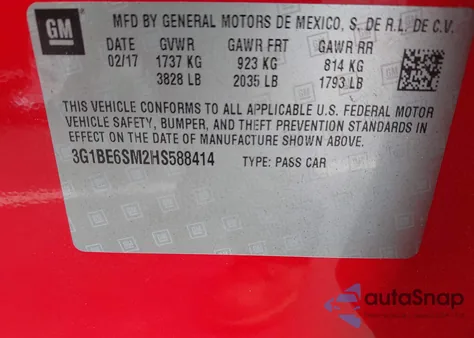 GM
MFD BY GENERAL MOTORS DE MEXICO, S. DE R.L. DE C.V.
DATE GVWR GAWR FRT GAWR RR
02/17 1737 KG 923 KG 814 KG
3828 LB 2035 LB 1793 LB
THIS VEHICLE CONFORMS TO ALL APPLICABLE U.S. FEDERAL MOTOR
VEHICLE SAFETY, BUMPER, AND THEFT PREVENTION STANDARDS IN
EFFECT ON THE DATE OF MANUFACTURE SHOWN ABOVE.
3G1BE6SM2HS588414 TYPE: PASS CAR
autoSnap